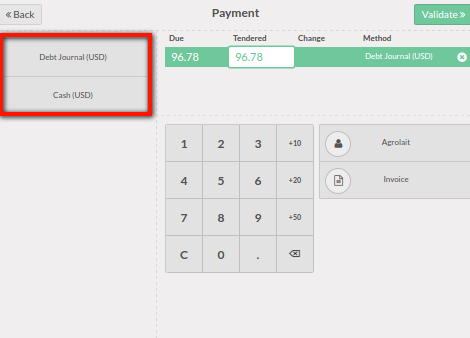 « Back
Payment
Validate »
Debt Journal (USD)
Cash (USD)
Due Tendered Change Method
96.78 96.78 Debt Journal (USD)
1 2 3 +10
4 5 6 +20
7 8 9 +50
C 0 .
Agrolait
Invoice